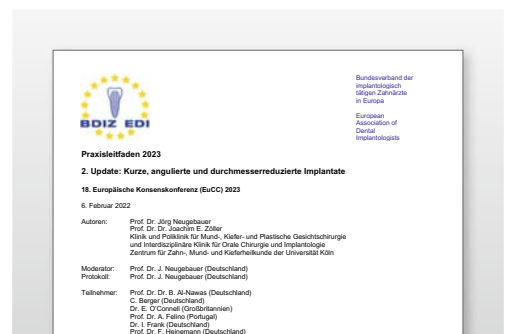 BDIZ EDI
Bundesverband der
implantologisch
tätigen Zahnärzte
in Europa
European
Association of
Dental
Implantologists
Praxisleitfaden 2023
2. Update: Kurze, angulierte und durchmesserreduzierte Implantate
18. Europäische Konsenskonferenz (EuCC) 2023
6. Februar 2022
Autoren: Prof. Dr. Jörg Neugebauer
Prof. Dr. Dr. Joachim E. Zöller
Klinik und Poliklinik für Mund-, Kiefer- und Plastische Gesichtschirurgie
und Interdisziplinäre Klinik für Orale Chirurgie und Implantologie
Zentrum für Zahn-, Mund- und Kieferheilkunde der Universität Köln
Moderator: Prof. Dr. J. Neugebauer (Deutschland)
Protokoll: Prof. Dr. J. Neugebauer (Deutschland)
Teilnehmer: Prof. Dr. Dr. B. Al-Nawas (Deutschland)
C. Berger (Deutschland)
Dr. E. O'Connell (Großbritannien)
Prof. Dr. A. Felino (Portugal)
Dr. I. Frank (Deutschland)
Prof. Dr. F. Heinemann (Deutschland)